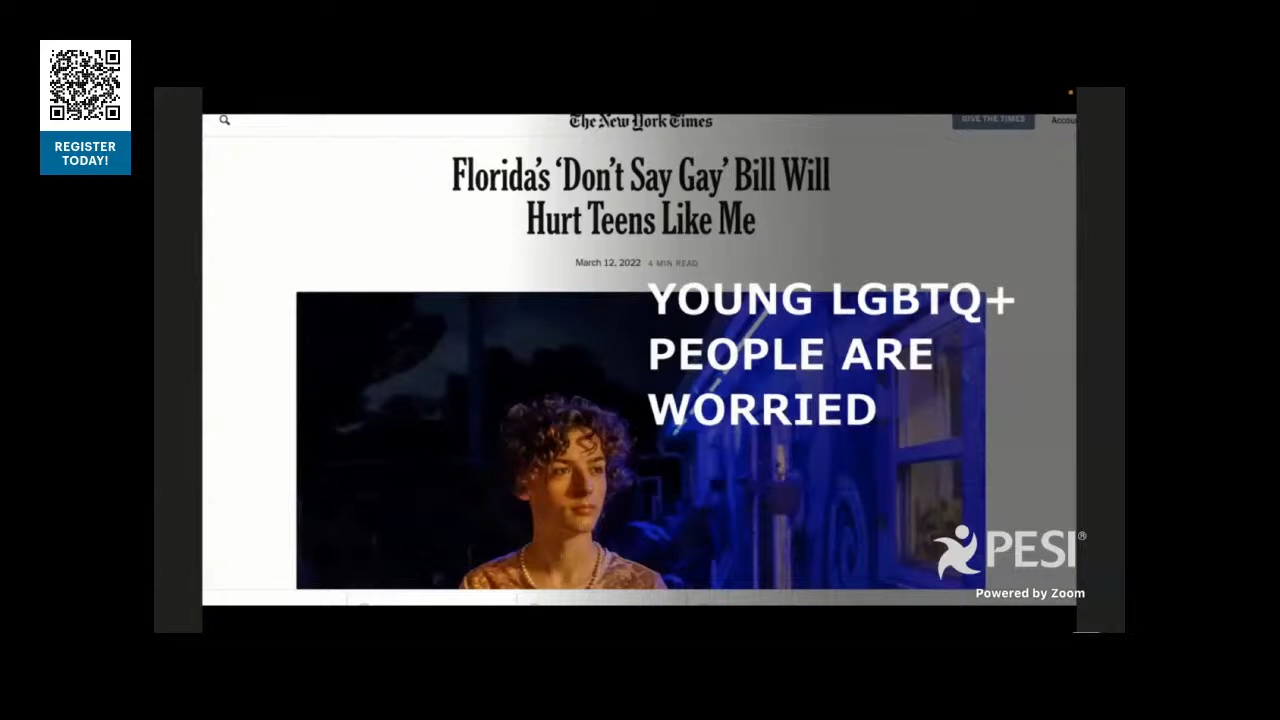 REGISTER
TODAY!
The New York Times
GIVE THE TIMES
Accou
Florida's 'Don't Say Gay' Bill Will
Hurt Teens Like Me
March 12, 2022 4 MIN READ
YOUNG LGBTQ+
PEOPLE ARE
WORRIED
PESI®
Powered by Zoom